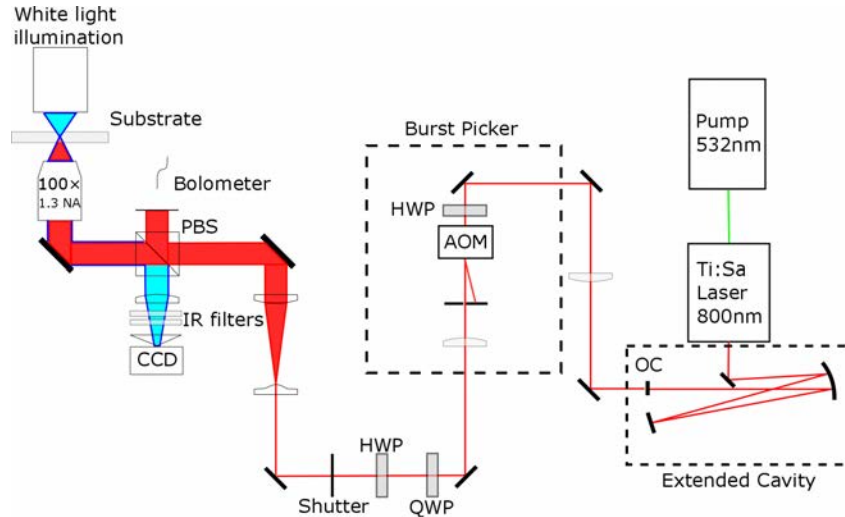 White light
illumination
Substrate
100×
1.3 NA
Bolometer
PBS
IR filters
CCD
Shutter
HWP
QWP
Burst Picker
HWP
AOM
Pump
532nm
Ti:Sa
Laser
800nm
OC
Extended Cavity